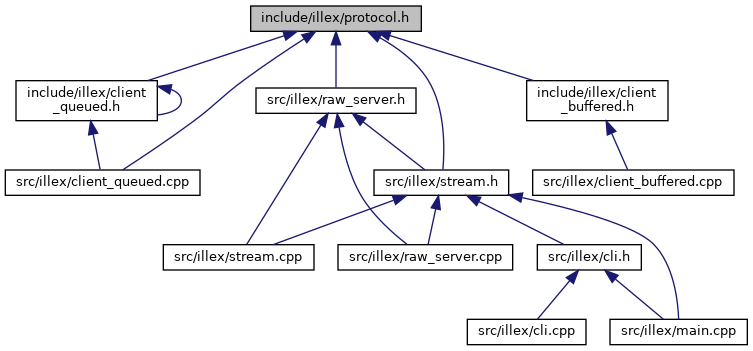 include/illex/protocol.h
include/illex/client
_queued.h
src/illex/raw_server.h
include/illex/client
_buffered.h
src/illex/client_queued.cpp
src/illex/stream.h
src/illex/client_buffered.cpp
src/illex/stream.cpp
src/illex/raw_server.cpp
src/illex/cli.h
src/illex/cli.cpp
src/illex/main.cpp